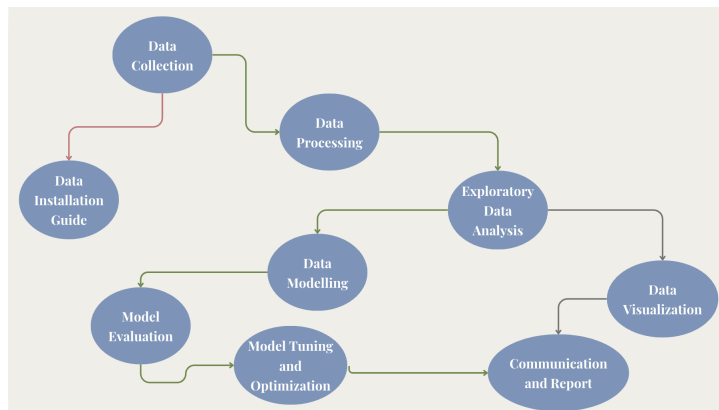 Data
Collection
Data
Processing
Data
Installation
Guide
Exploratory
Data
Analysis
Data
Modelling
Data
Visualization
Model
Evaluation
Model Tuning
and
Optimization
Communication
and Report